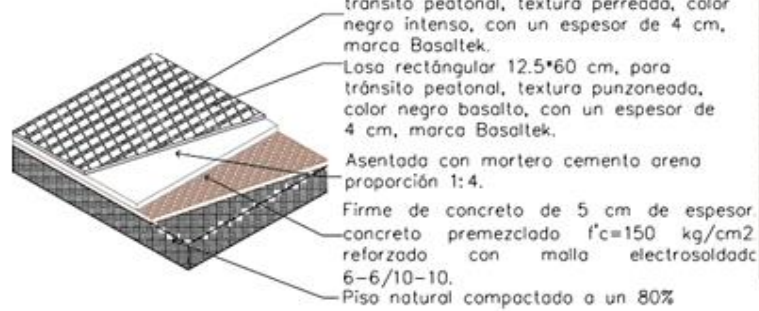 tránsito peatonal, textura perreada, color
negro intenso, con un espesor de 4 cm,
marca Basaltek.
Losa rectángular 12.5*60 cm, para
tránsito peatonal, textura punzoneada,
color negro basalto, con un espesor de
4 cm, marca Basaltek.
Asentada con mortero cemento arena
proporción 1:4.
Firme de concreto de 5 cm de espesor
concreto premezclado f'c=150 kg/cm2
reforzado con malla electrosoldada
6-6/10-10.
Piso natural compactado a un 80%